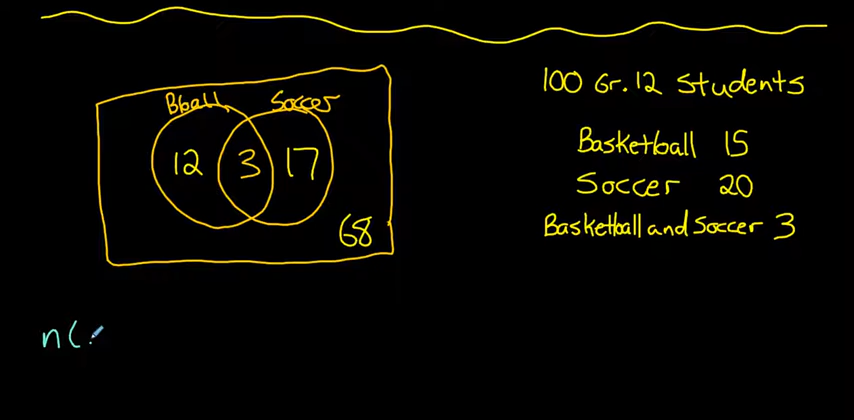 Bball Soccer
12 3 17
68
100 Gr. 12 Students
Basketball 15
Soccer 20
Basketball and Soccer 3
n(